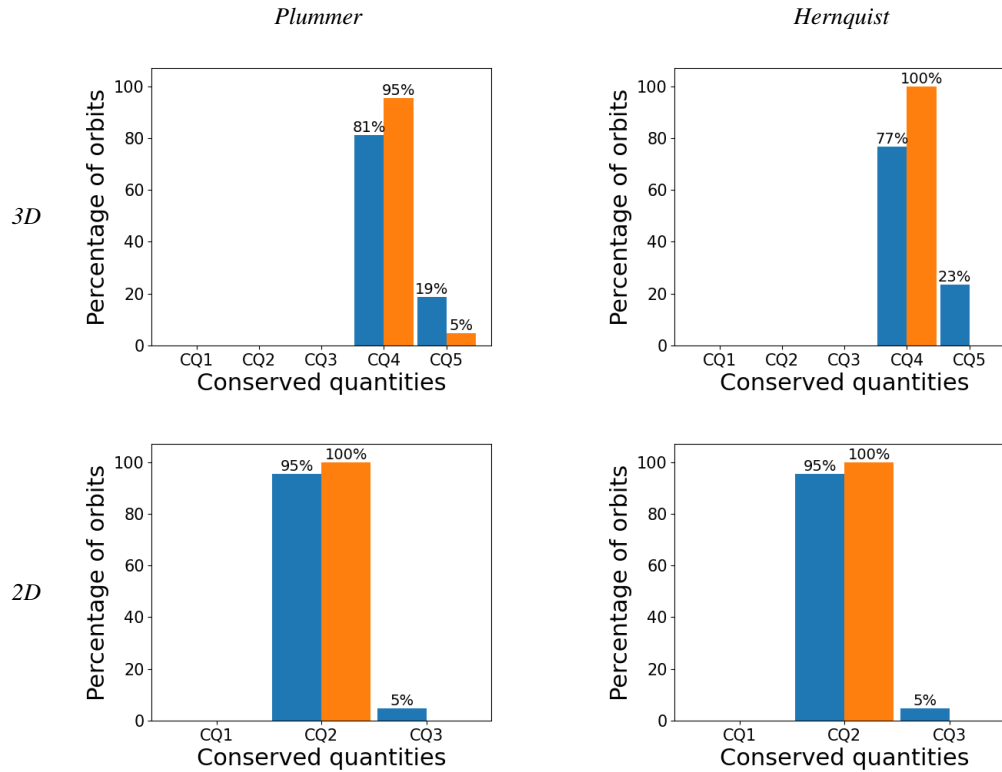 Plummer
Hernquist
3D
Percentage of orbits
100
80
60
40
20
0
81%
95%
19%
5%
CQ1 CQ2 CQ3 CQ4 CQ5
Conserved quantities
Percentage of orbits
100
80
60
40
20
0
77%
100%
23%
CQ1 CQ2 CQ3 CQ4 CQ5
Conserved quantities
2D
Percentage of orbits
100
80
60
40
20
0
95%
100%
5%
CQ1 CQ2 CQ3
Conserved quantities
Percentage of orbits
100
80
60
40
20
0
95%
100%
5%
CQ1 CQ2 CQ3
Conserved quantities